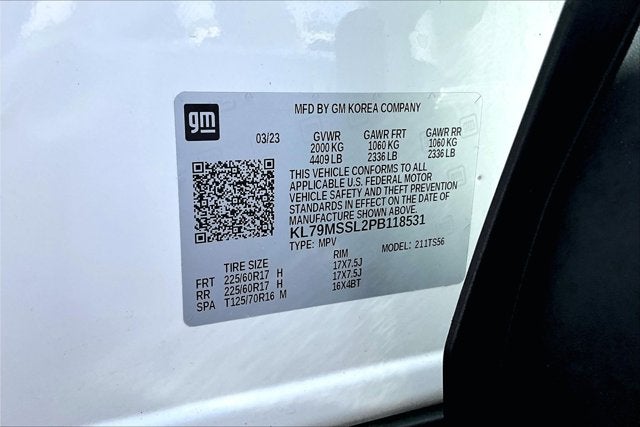 gm
MFD BY GM KOREA COMPANY
03/23 GVWR GAWR FRT GAWR RR
2000 KG 1060 KG 1060 KG
4409 LB 2336 LB 2336 LB
THIS VEHICLE CONFORMS TO ALL
APPLICABLE U.S. FEDERAL MOTOR
VEHICLE SAFETY AND THEFT PREVENTION
STANDARDS IN EFFECT ON THE DATE OF
MANUFACTURE SHOWN ABOVE.
KL79MSSL2PB118531
TYPE: MPV MODEL: 211TS56
TIRE SIZE RIM
FRT 225/60R17 H 17X7.5J
RR 225/60R17 H 17X7.5J
SPA T125/70R16 M 16X4BT